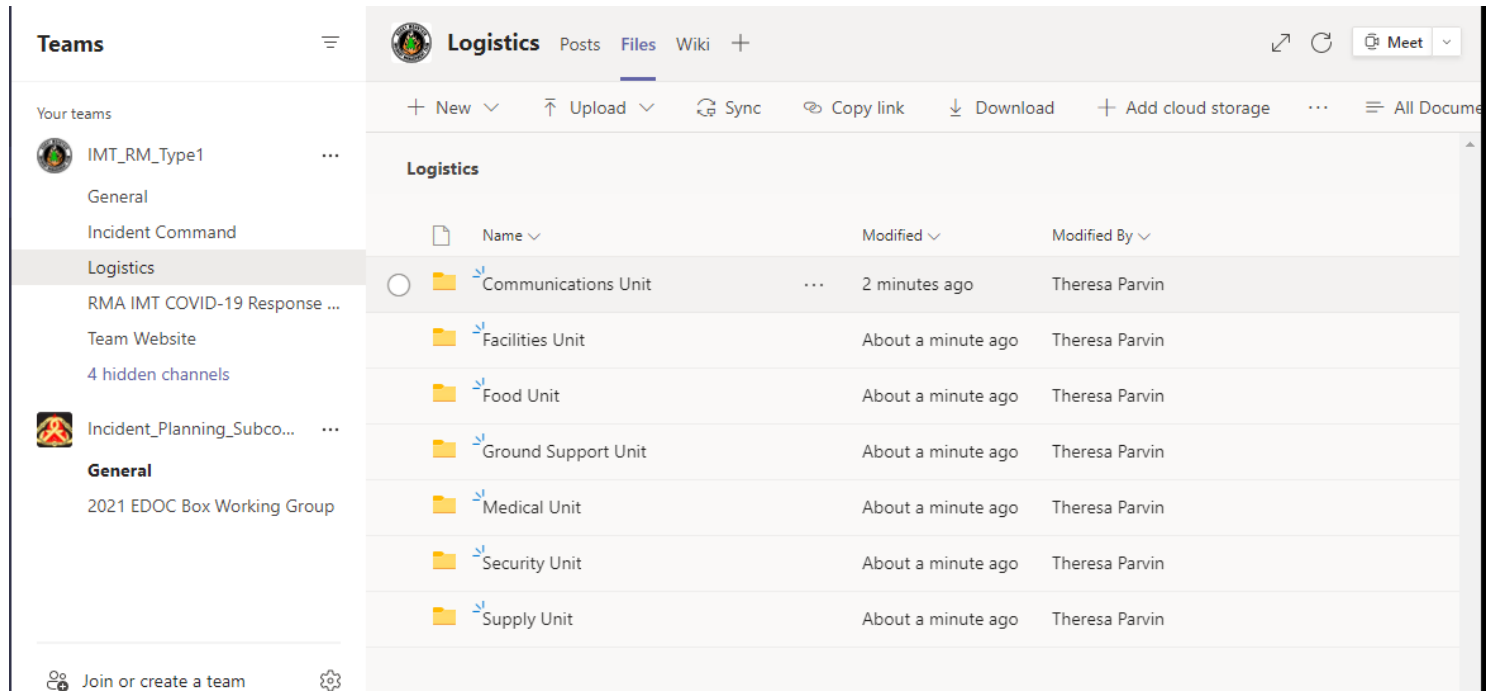 Teams
Your teams
IMT_RM_Type1
General
Incident Command
Logistics
RMA IMT COVID-19 Response ...
Team Website
4 hidden channels
Incident_Planning_Subco...
General
2021 EDOC Box Working Group
Join or create a team
Logistics Posts Files Wiki
Meet
New Upload Sync Copy link Download Add cloud storage ... All Docume
Logistics
Name Modified Modified By
Communications Unit ... 2 minutes ago Theresa Parvin
Facilities Unit About a minute ago Theresa Parvin
Food Unit About a minute ago Theresa Parvin
Ground Support Unit About a minute ago Theresa Parvin
Medical Unit About a minute ago Theresa Parvin
Security Unit About a minute ago Theresa Parvin
Supply Unit About a minute ago Theresa Parvin